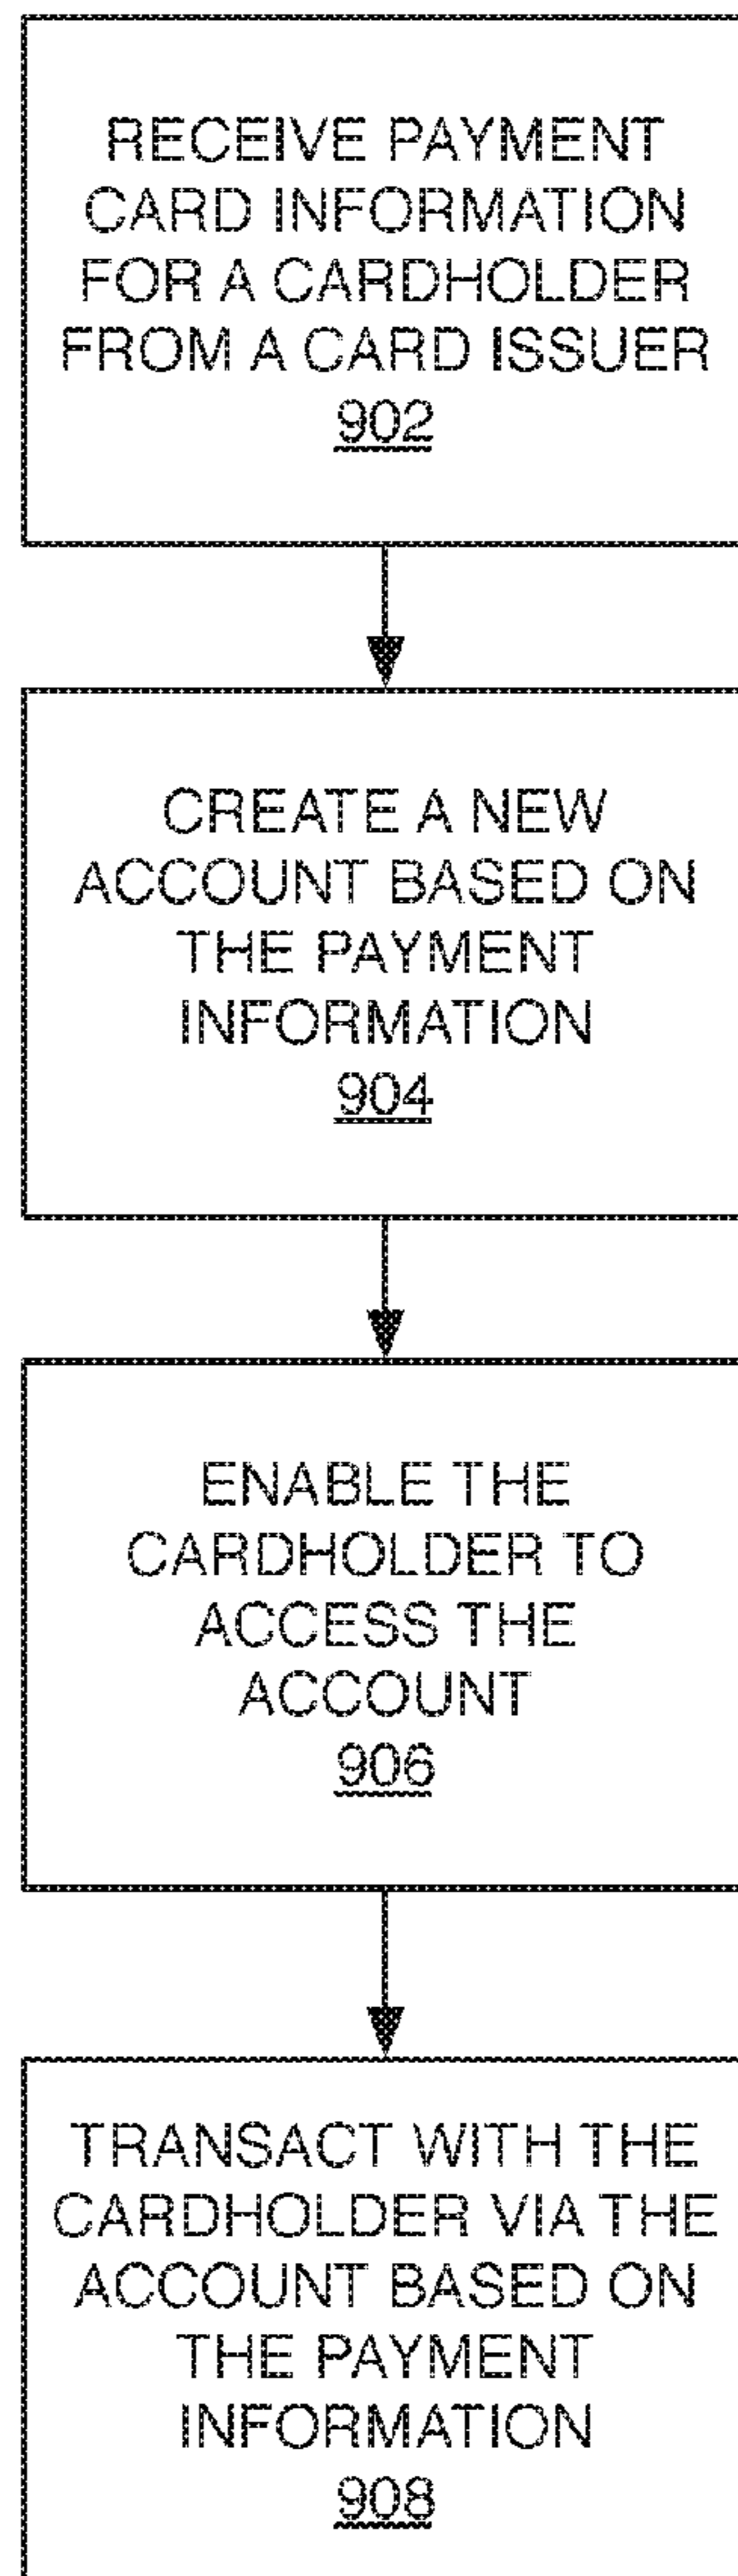 RECEIVE PAYMENT
CARD INFORMATION
FOR A CARDHOLDER
FROM A CARD ISSUER
902
CREATE A NEW
ACCOUNT BASED ON
THE PAYMENT
INFORMATION
904
ENABLE THE
CARDHOLDER TO
ACCESS THE
ACCOUNT
906
TRANSACT WITH THE
CARDHOLDER VIA THE
ACCOUNT BASED ON
THE PAYMENT
INFORMATION
908